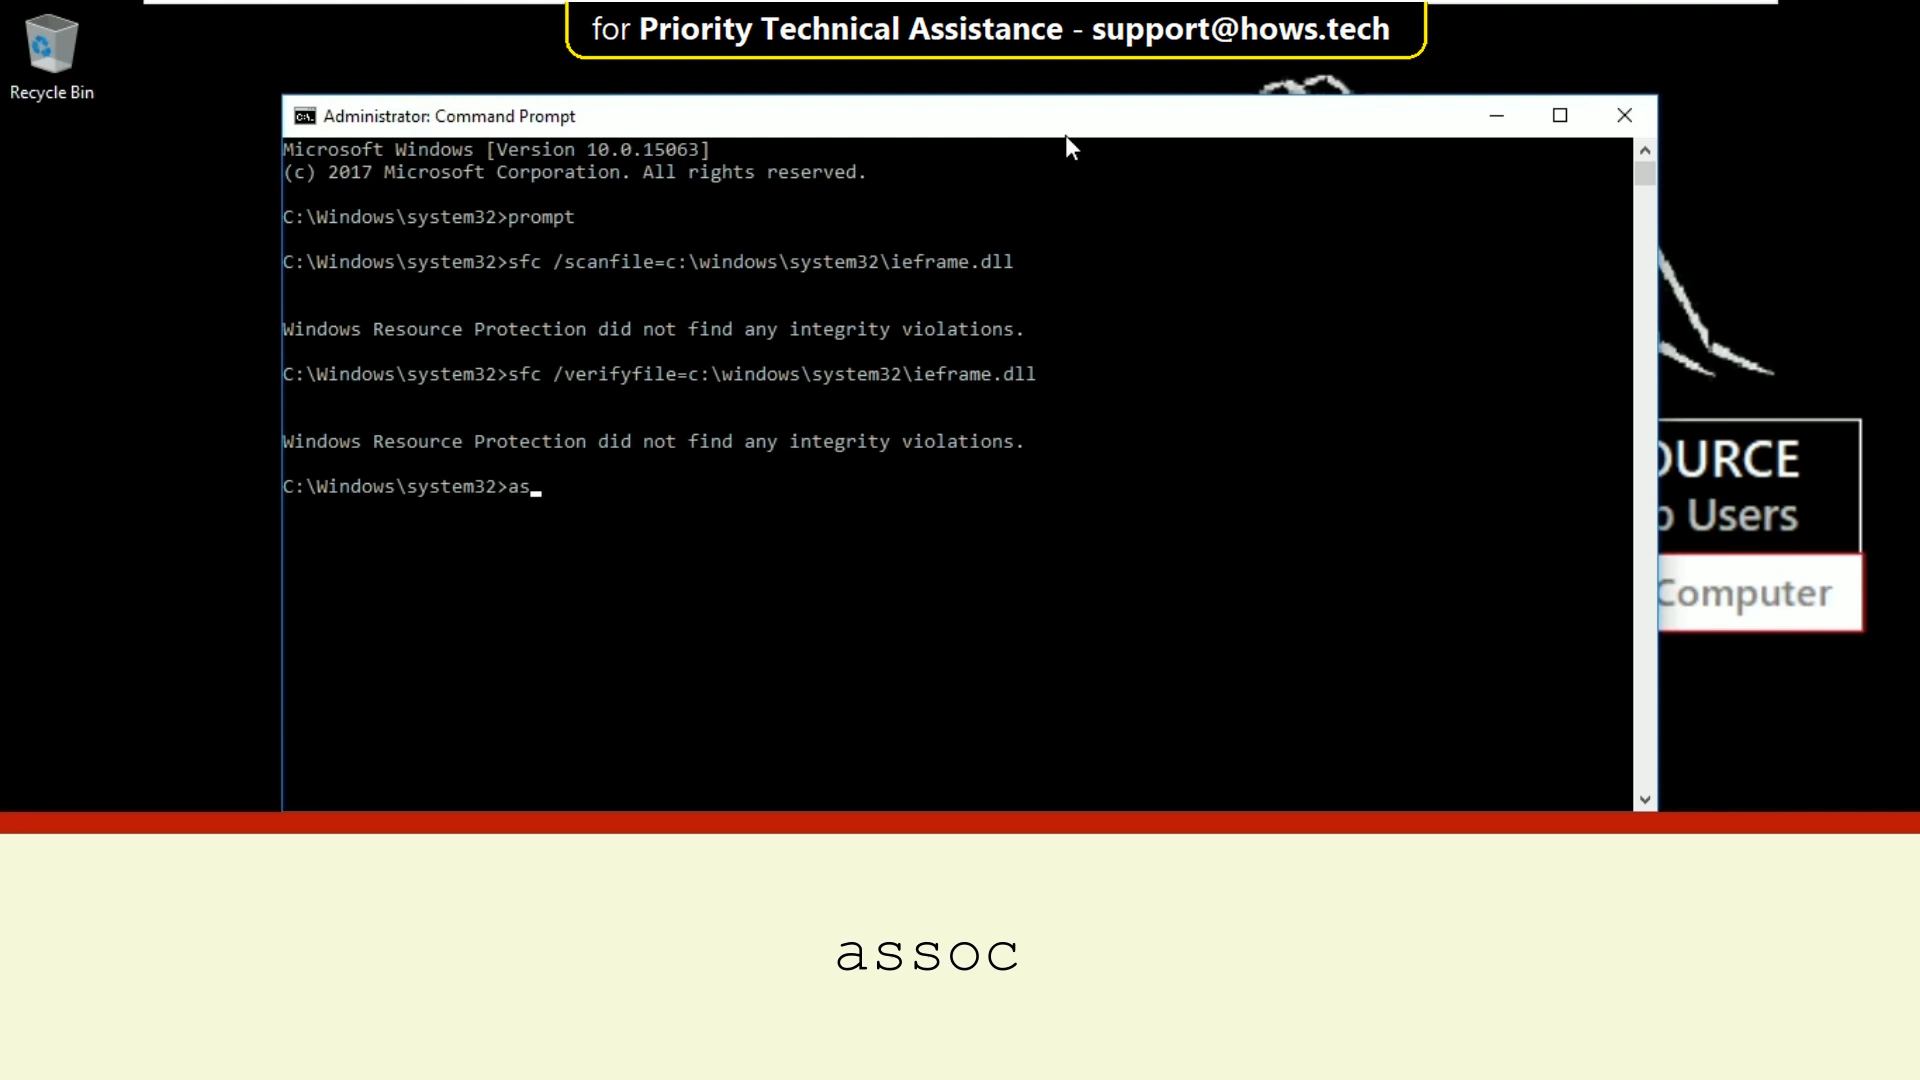 for Priority Technical Assistance - support@hows.tech
Recycle Bin
Administrator: Command Prompt
Microsoft Windows [Version 10.0.15063]
(c) 2017 Microsoft Corporation. All rights reserved.
C:\Windows\system32>prompt
C:\Windows\system32>sfc /scanfile=c:\windows\system32\ieframe.dll
Windows Resource Protection did not find any integrity violations.
C:\Windows\system32>sfc /verifyfile=c:\windows\system32\ieframe.dll
Windows Resource Protection did not find any integrity violations.
C:\Windows\system32>as
OURCE
Users
Computer
assoc